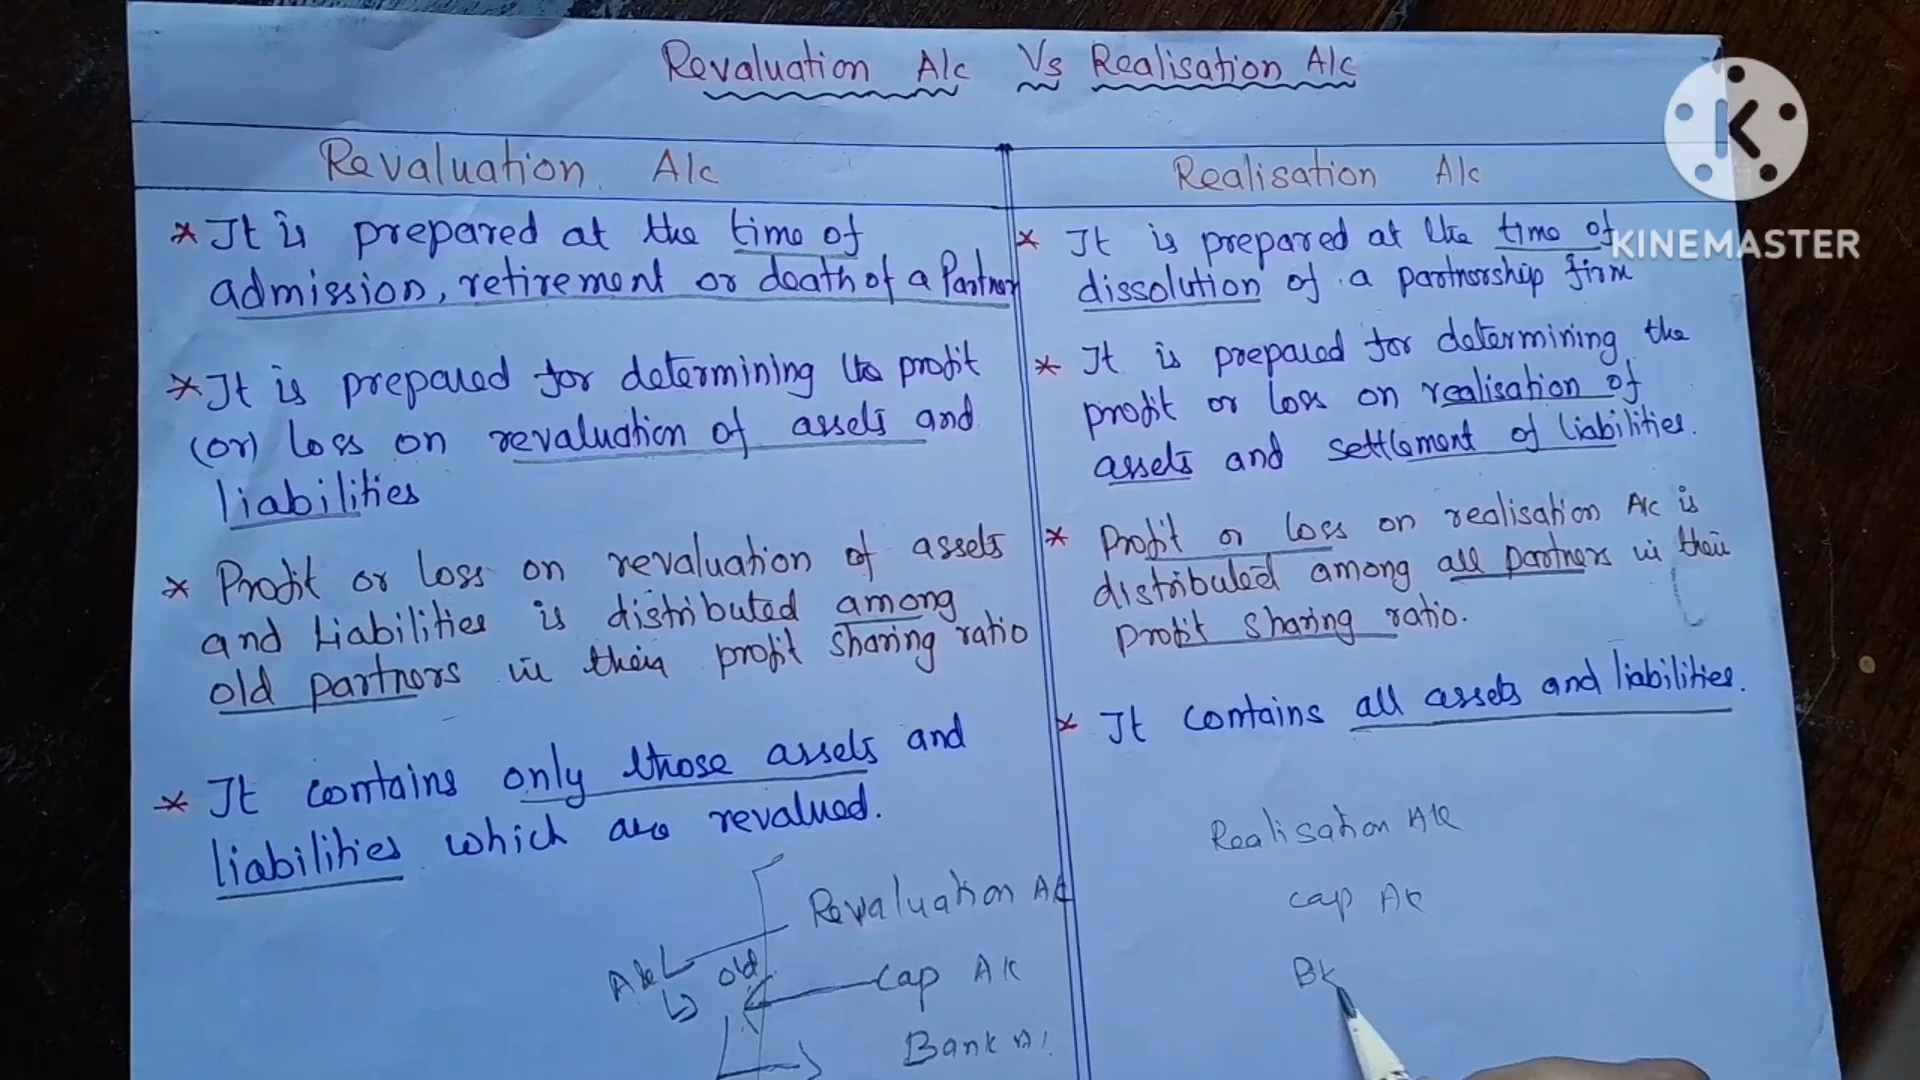 Revaluation A/c Vs Realisation A/c
K
KINEMASTER
Revaluation A/c
* It is prepared at the time of
admission, retirement or death of a Partner
* It is prepared for determining the profit
(or) loss on revaluation of assets and
liabilities
* Profit or loss on revaluation of assets
and Liabilities is distributed among
old partners in their profit sharing ratio
* It contains only those assets and
liabilities which are revalued.
Revaluation A/c
old
Cap A/c
Bank A/
Realisation A/c
* It is prepared at the time of
dissolution of a partnership firm
* It is prepared for determining the
profit or loss on realisation of
assets and settlement of liabilities.
* Profit or loss on realisation A/c is
distributed among all partners in their
profit sharing ratio.
* It contains all assets and liabilities.
Realisation A/c
Cap A/c
Bk